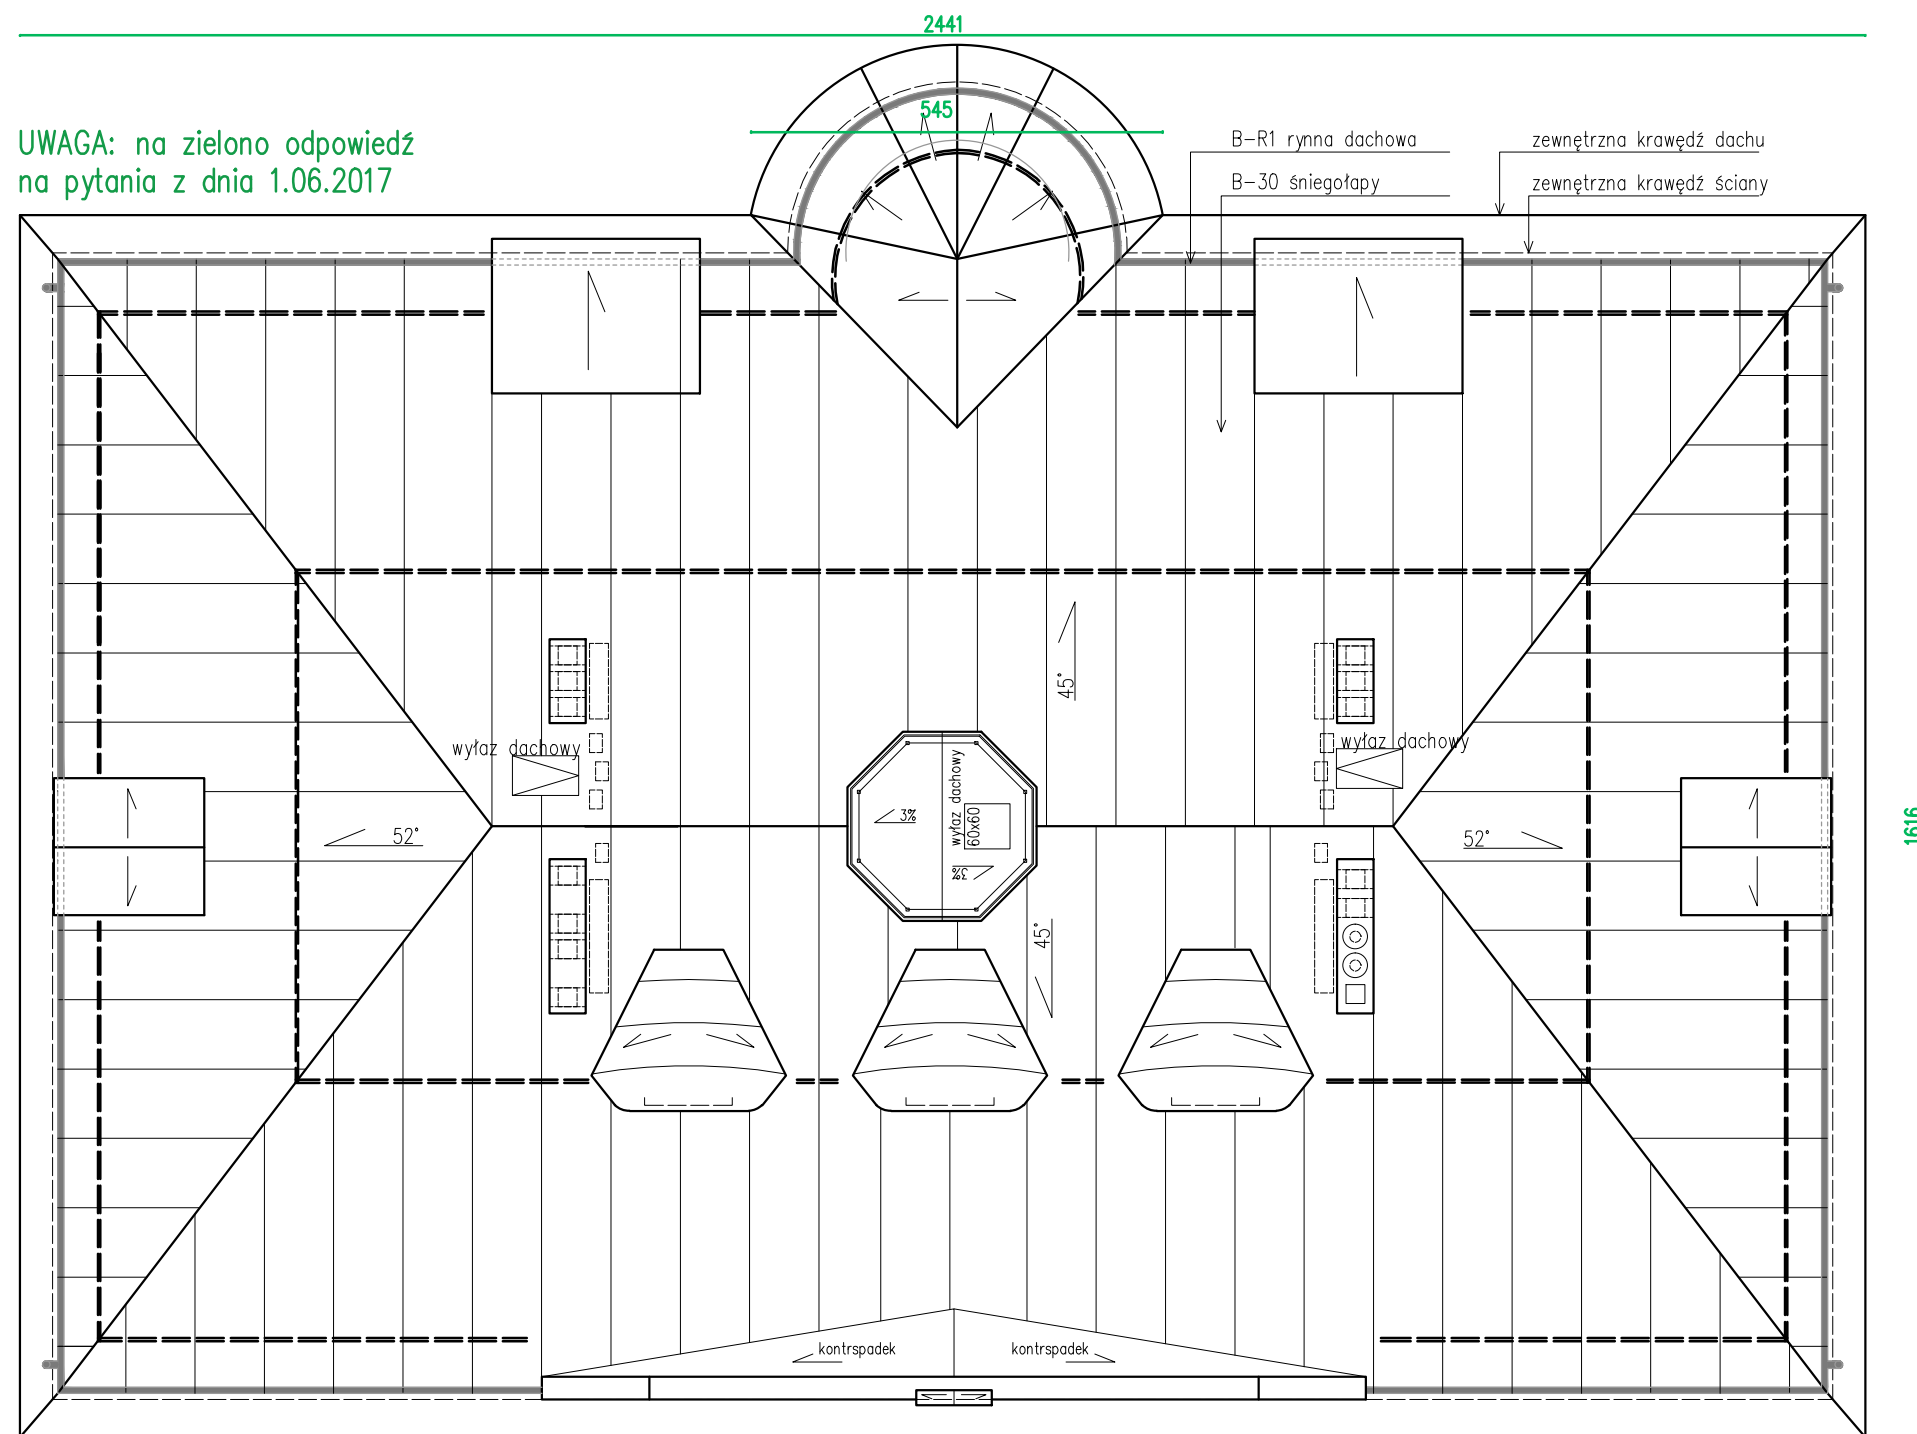 2441
545
UWAGA: na zielono odpowiedź
na pytania z dnia 1.06.2017
B-R1 rynna dachowa
zewnętrzna krawędź dachu
B-30 śniegołapy
zewnętrzna krawędź ściany
45°
wyłaz dachowy
wyłaz dachowy
wyłaz dachowy
60x60
3%
3%
52°
52°
1616
45°
kontrspadek
kontrspadek